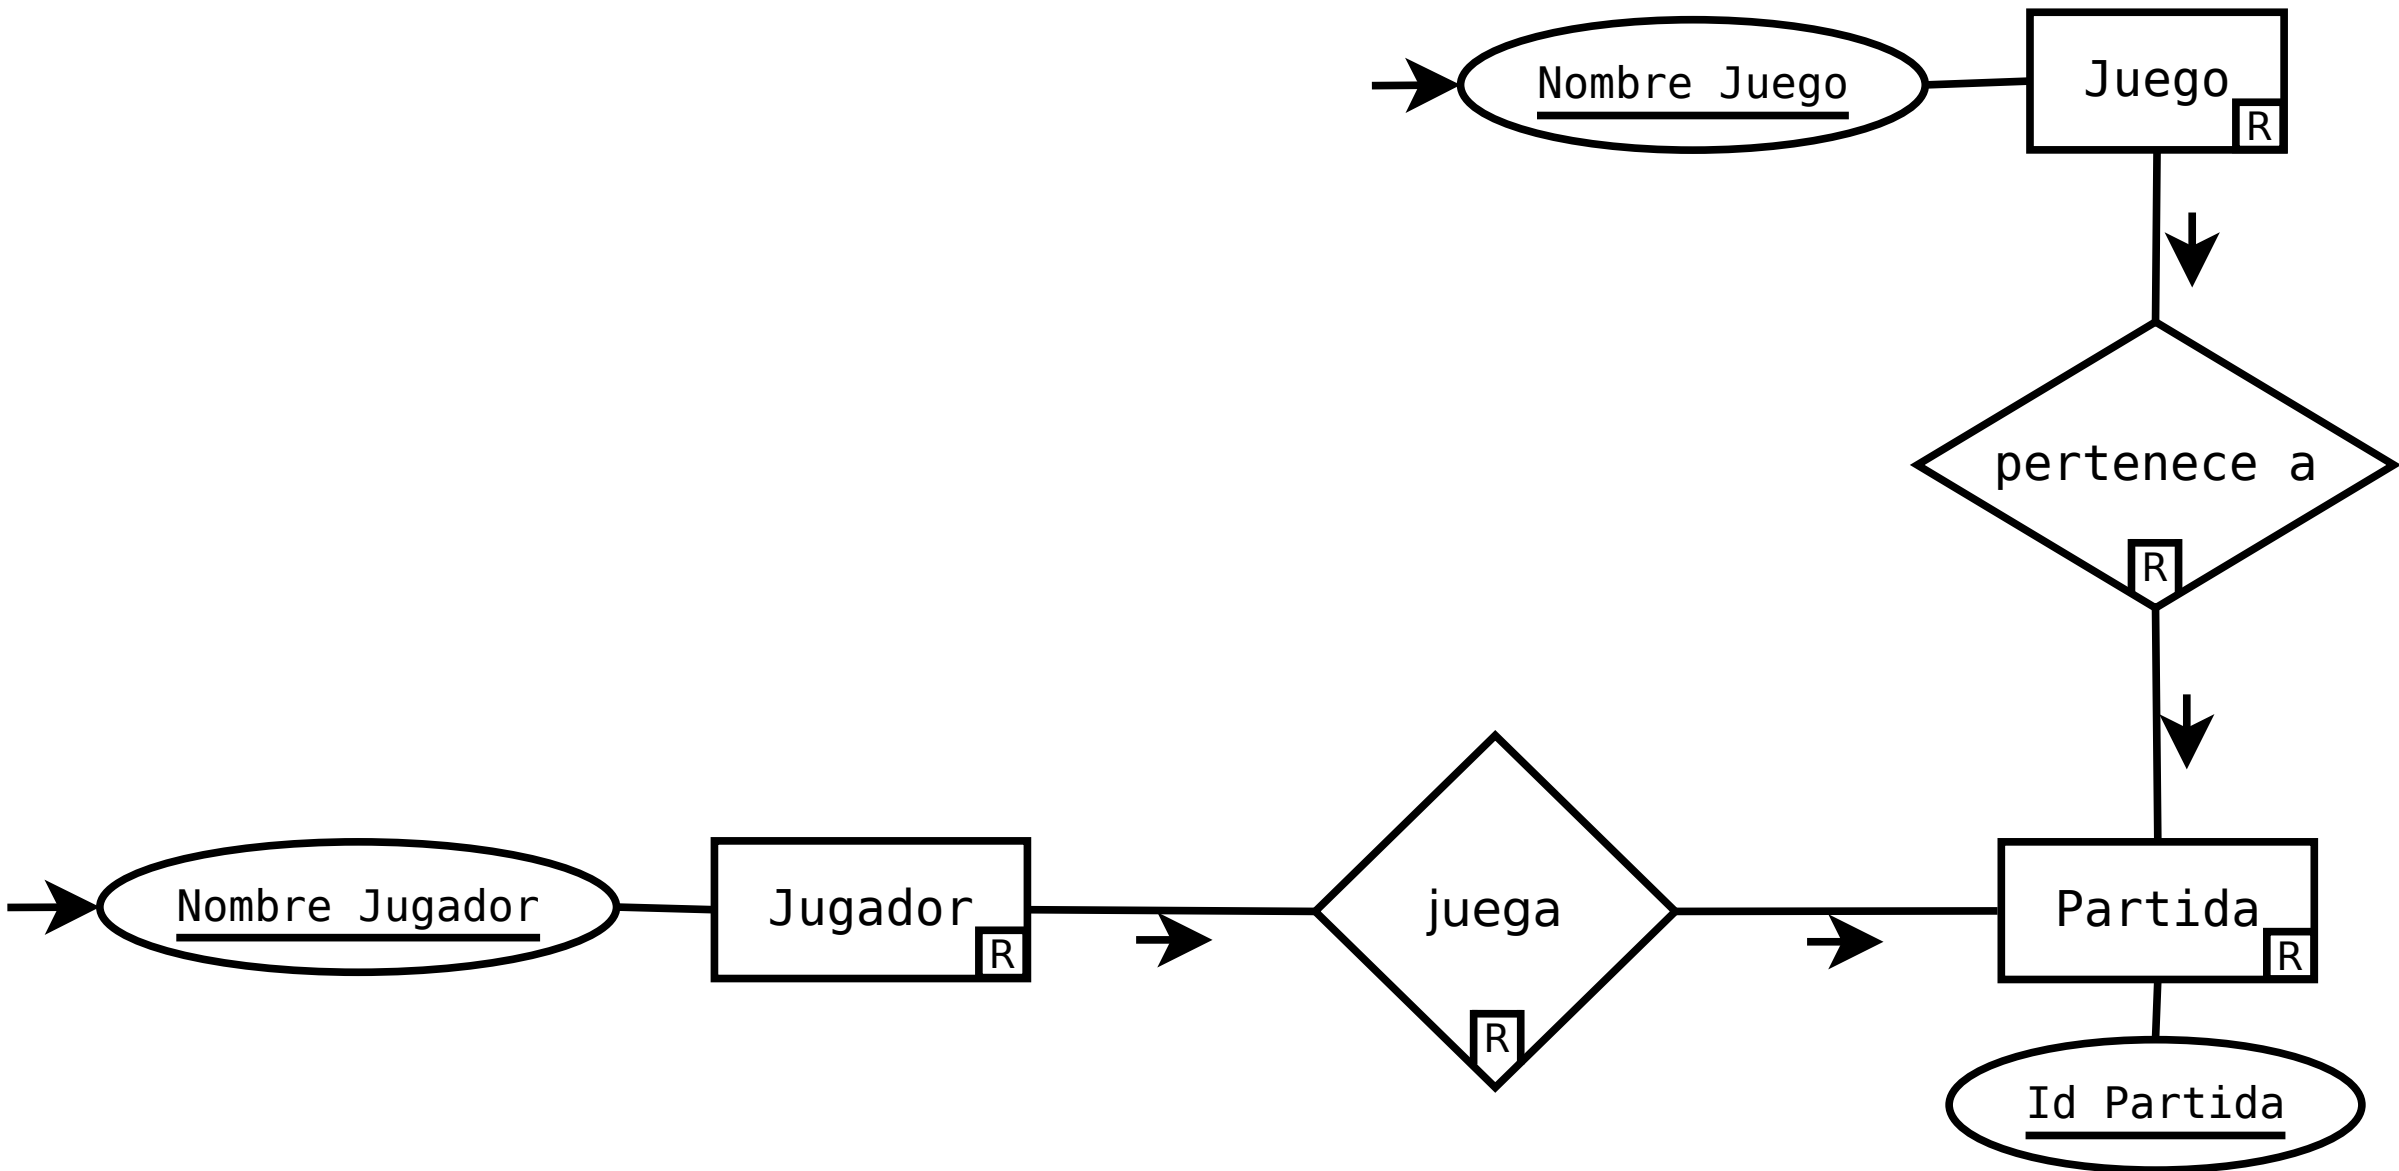 Nombre Juego
Juego
R
pertenece a
R
Nombre Jugador
Jugador
R
juega
R
Partida
R
Id Partida